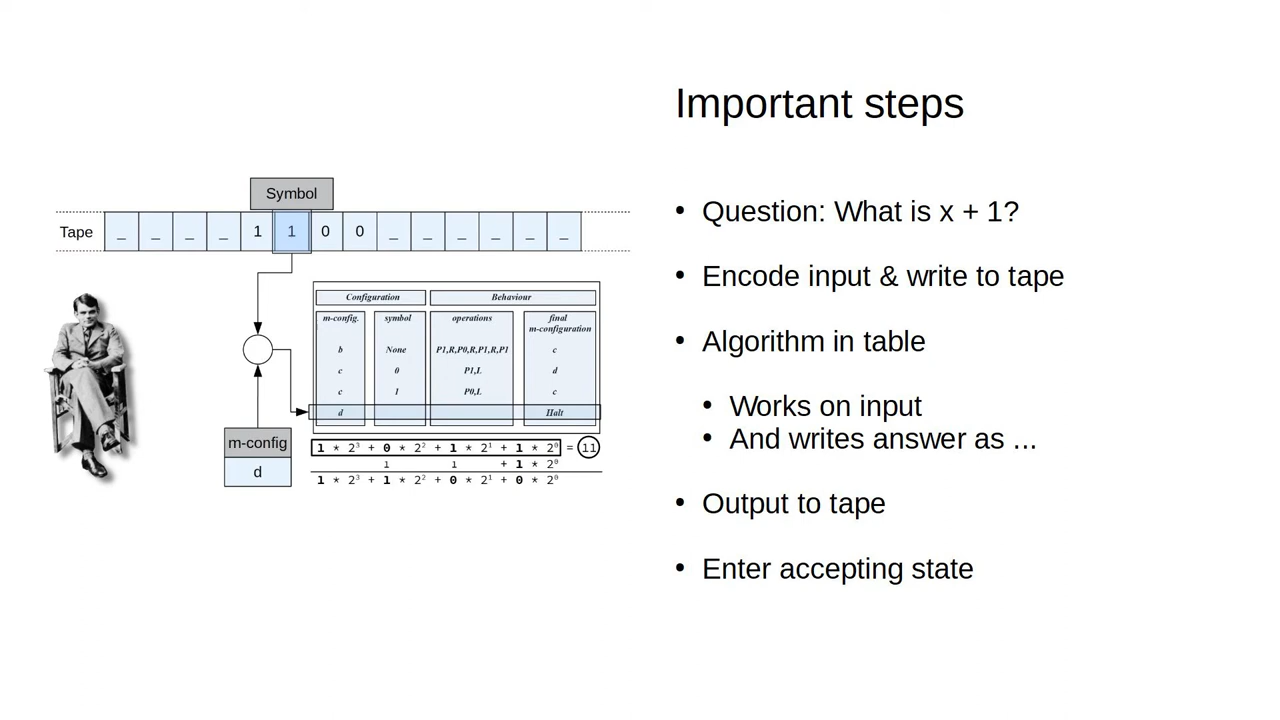 Important steps
Symbol
Tape _ _ _ _ 1 1 0 0 _ _ _ _ _ _
Configuration Behaviour
m-config. symbol operations final
m-configuration
b None P1,R,P0,R,P1,R,P1 c
c 0 P1,L d
c 1 P0,L c
d Halt
m-config
d
1 * 2³ + 0 * 2² + 1 * 2¹ + 1 * 2⁰ = 11
1 1 + 1 * 2⁰
1 * 2³ + 1 * 2² + 0 * 2¹ + 0 * 2⁰
• Question: What is x + 1?
• Encode input & write to tape
• Algorithm in table
• Works on input
• And writes answer as ...
• Output to tape
• Enter accepting state